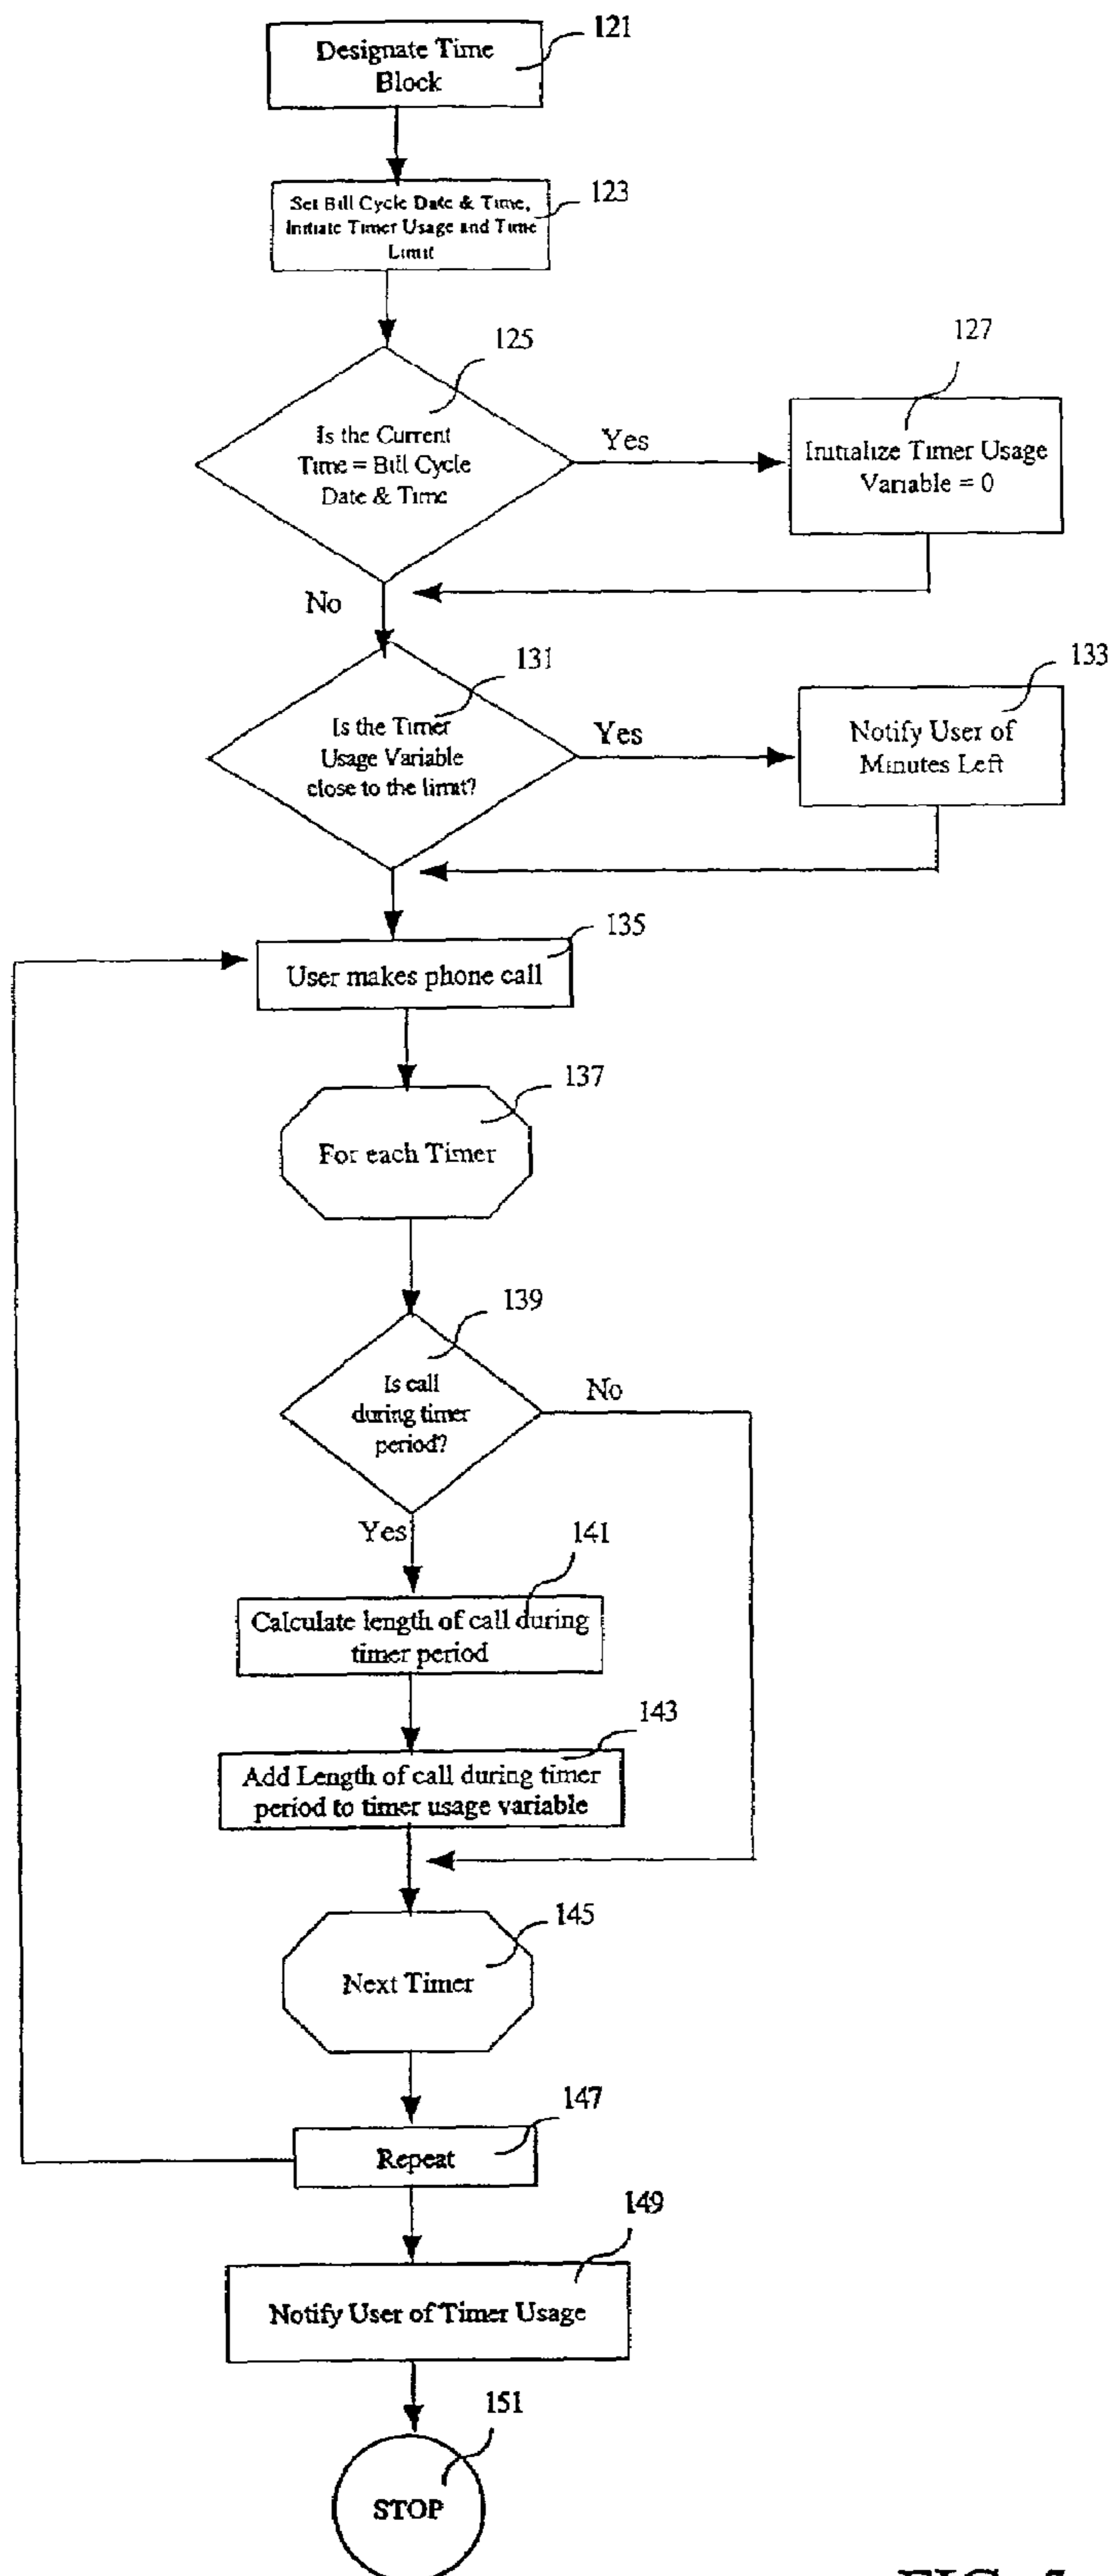 121
Designate Time
Block
123
Set Bill Cycle Date & Time,
Initiate Timer Usage and Time
Limit
125
127
Is the Current
Time = Bill Cycle
Date & Time
Yes
Initialize Timer Usage
Variable = 0
No
131
133
Is the Timer
Usage Variable
close to the limit?
Yes
Notify User of
Minutes Left
135
User makes phone call
137
For each Timer
139
Is call
during timer
period?
No
Yes
141
Calculate length of call during
timer period
143
Add Length of call during timer
period to timer usage variable
145
Next Timer
147
Repeat
149
Notify User of Timer Usage
151
STOP